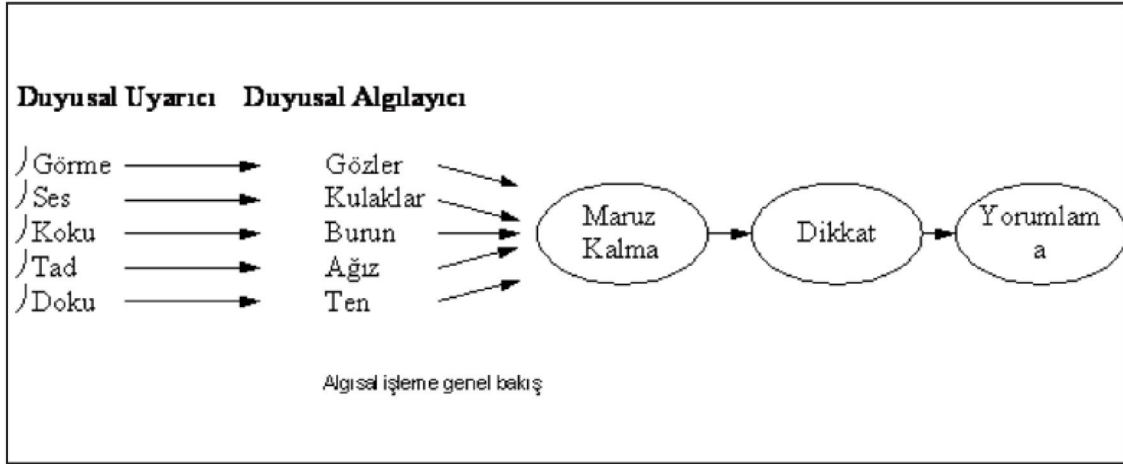 Duyusal Uyarıcı Duyusal Algılayıcı
Görme Gözler
Ses Kulaklar
Koku Burun
Tad Ağız
Doku Ten
Maruz
Kalma
Dikkat
Yorumlam
a
Algısal işleme genel bakış